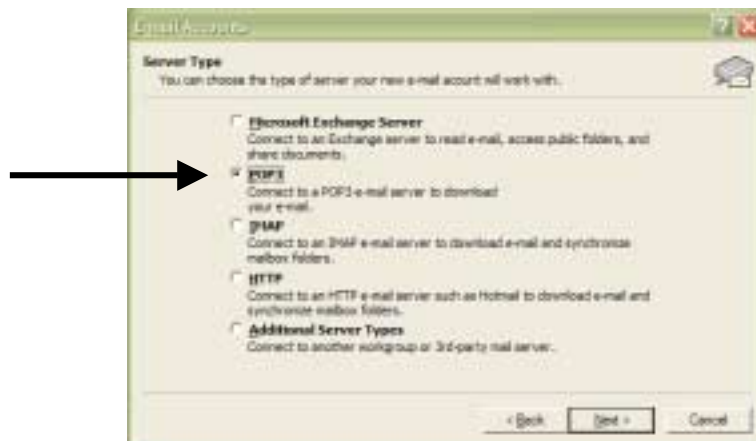 E-mail Accounts
Server Type
You can choose the type of server your new e-mail acount will work with.
Microsoft Exchange Server
Connect to an Exchange server to read e-mail, access public folders, and
share documents.
POP3
Connect to a POP3 e-mail server to download
your e-mail.
IMAP
Connect to an IMAP e-mail server to download e-mail and synchronize
mailbox folders.
HTTP
Connect to an HTTP e-mail server such as Hotmail to download e-mail and
synchronize mailbox folders.
Additional Server Types
Connect to another workgroup or 3rd-party mail server.
< Back
Next >
Cancel